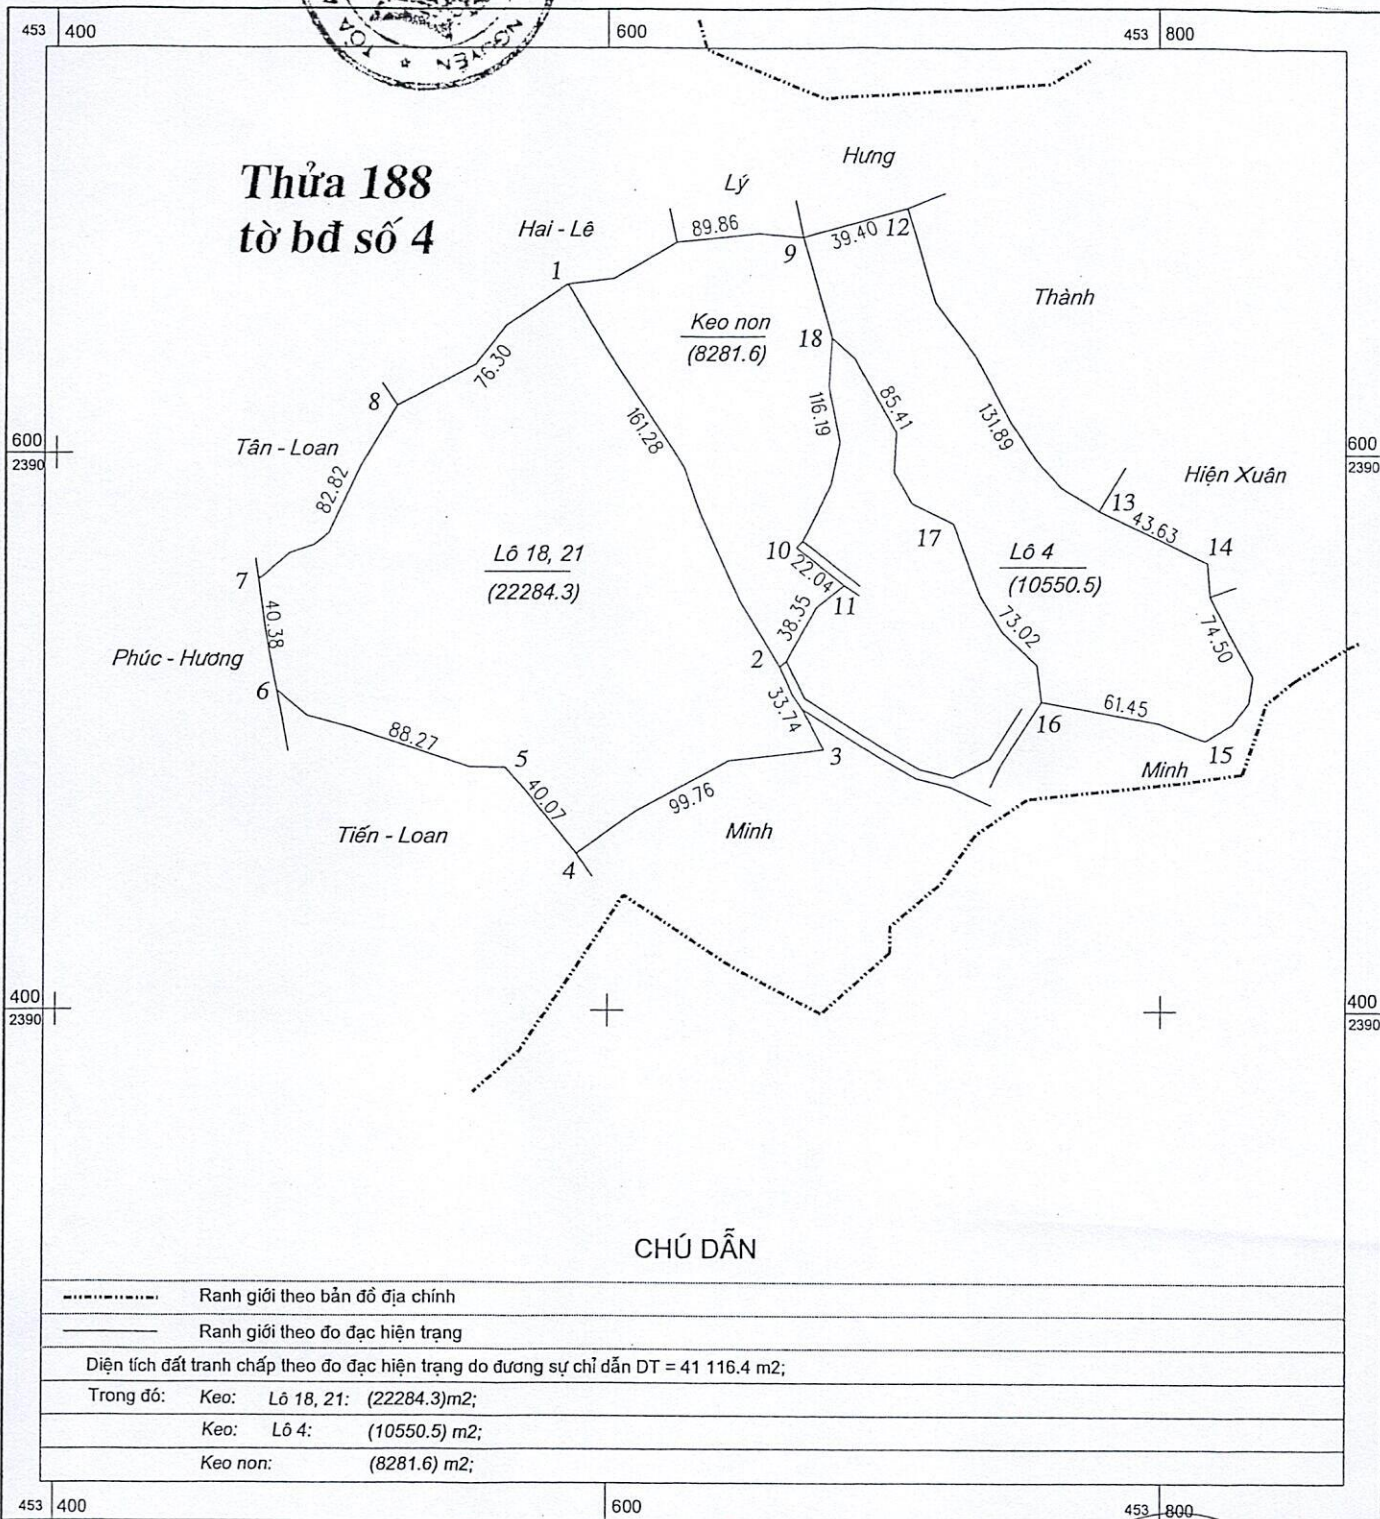 453 400 600 453 800
TÒA
NGUYÊN
Thửa 188
tờ bđ số 4
Hưng
Lý
Hai - Lê
89.86
39.40
12
9
1
Thành
Keo non
(8281.6)
18
76.30
8
161.28
116.19
85.41
131.89
600
2390
Tân - Loan
82.82
600
2390
Hiện Xuân
13
43.63
14
17
10
22.04
11
Lô 18, 21
(22284.3)
Lô 4
(10550.5)
7
40.38
38.35
73.02
74.50
Phúc - Hương
6
2
33.74
88.27
5
3
61.45
16
15
Minh
40.07
99.76
Tiến - Loan
Minh
4
400
2390
400
2390
CHÚ DẪN
Ranh giới theo bản đồ địa chính
Ranh giới theo đo đạc hiện trạng
Diện tích đất tranh chấp theo đo đạc hiện trạng do đương sự chỉ dẫn DT = 41 116.4 m2;
Trong đó: Keo: Lô 18, 21: (22284.3)m2;
Keo: Lô 4: (10550.5) m2;
Keo non: (8281.6) m2;
453 400 600 453 800